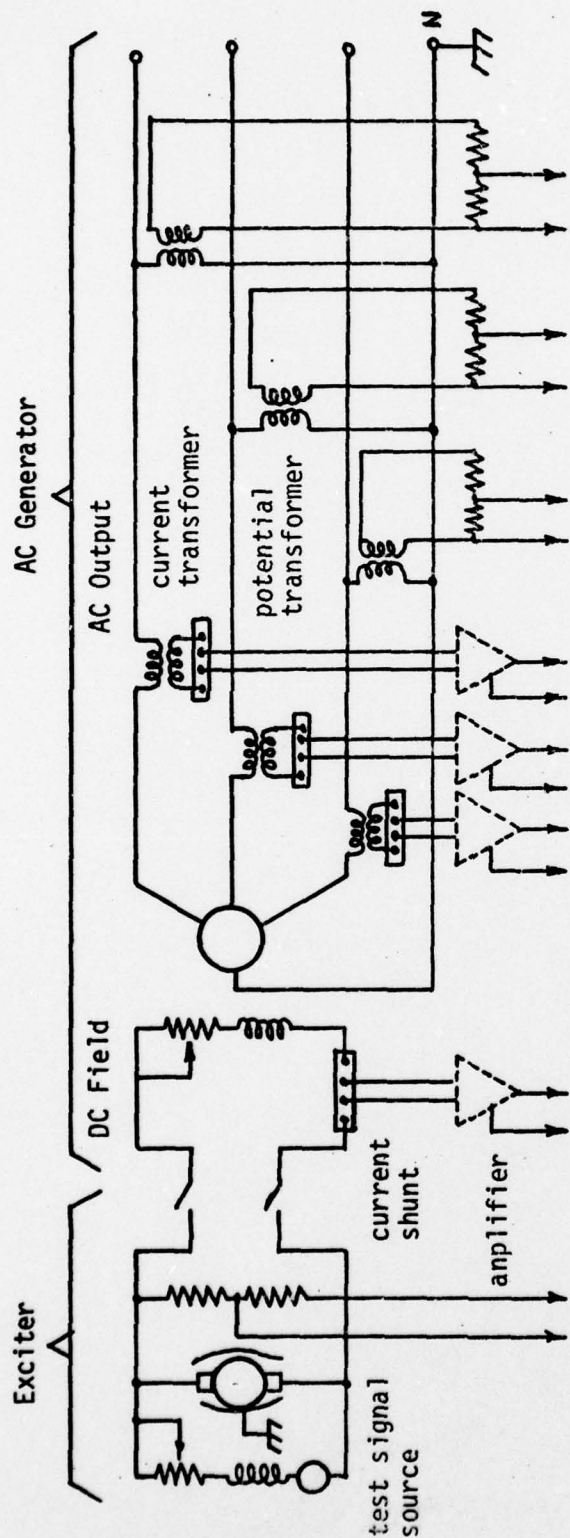 AC Generator
Exciter
DC Field
AC Output
current
transformer
potential
transformer
N
current
shunt
anplifier
test signal
source